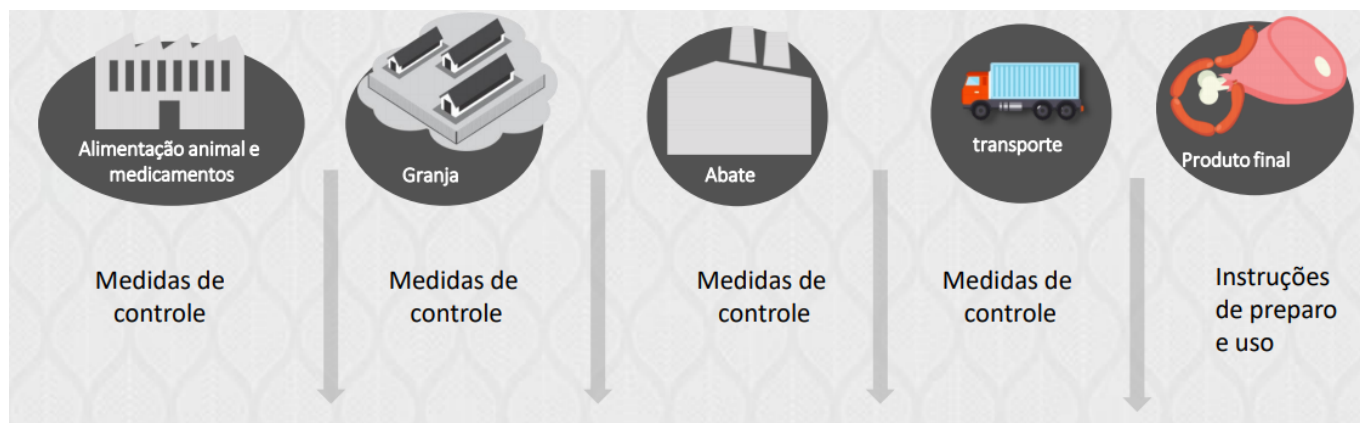 Alimentação animal e
medicamentos
Granja
Abate
transporte
Produto final
Medidas de
controle
Medidas de
controle
Medidas de
controle
Medidas de
controle
Instruções
de preparo
e uso